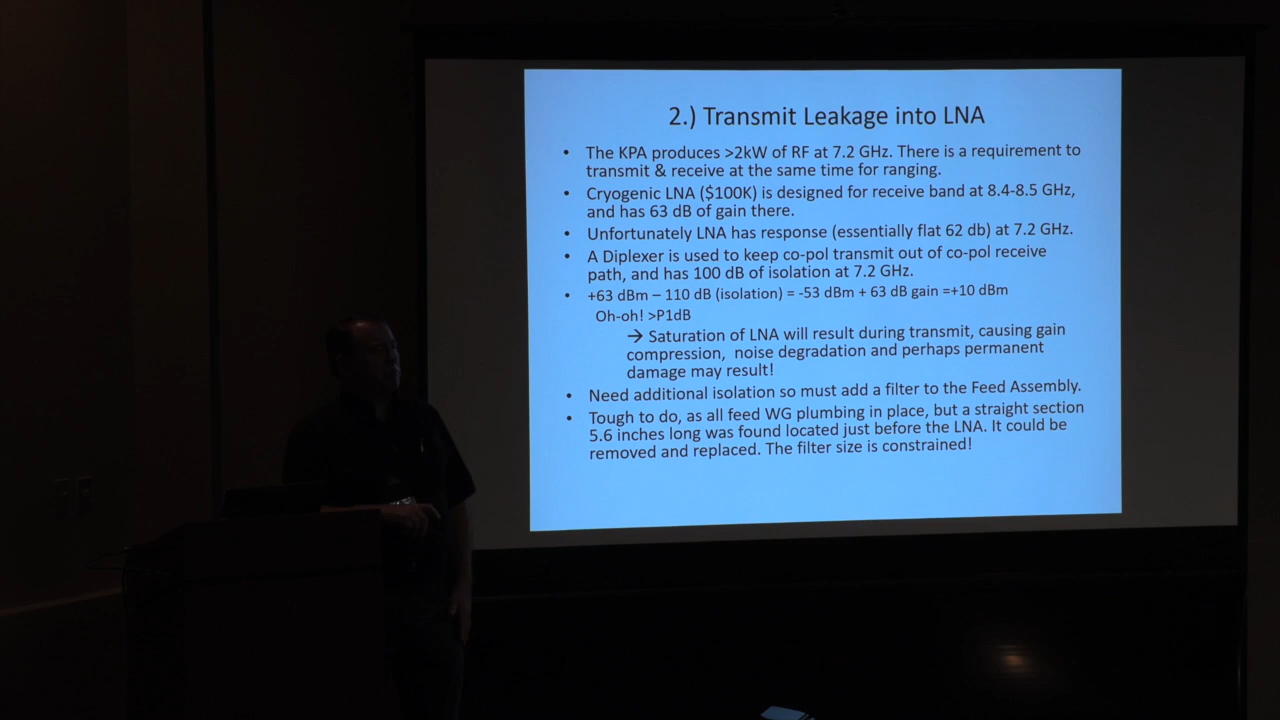 2.) Transmit Leakage into LNA
• The KPA produces >2kW of RF at 7.2 GHz. There is a requirement to
transmit & receive at the same time for ranging.
• Cryogenic LNA ($100K) is designed for receive band at 8.4-8.5 GHz,
and has 63 dB of gain there.
• Unfortunately LNA has response (essentially flat 62 db) at 7.2 GHz.
• A Diplexer is used to keep co-pol transmit out of co-pol receive
path, and has 100 dB of isolation at 7.2 GHz.
• +63 dBm – 110 dB (isolation) = -53 dBm + 63 dB gain =+10 dBm
Oh-oh! >P1dB
→ Saturation of LNA will result during transmit, causing gain
compression, noise degradation and perhaps permanent
damage may result!
• Need additional isolation so must add a filter to the Feed Assembly.
• Tough to do, as all feed WG plumbing in place, but a straight section
5.6 inches long was found located just before the LNA. It could be
removed and replaced. The filter size is constrained!